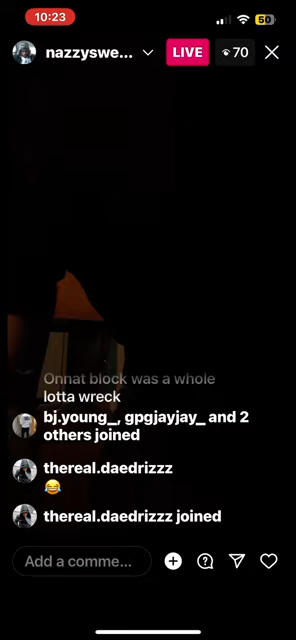 10:23
50
nazzyswe...
LIVE
70
Onnat block was a whole
lotta wreck
bj.young_, gpgjayjay_ and 2
others joined
thereal.daedrizzz
😂
thereal.daedrizzz joined
Add a comme...